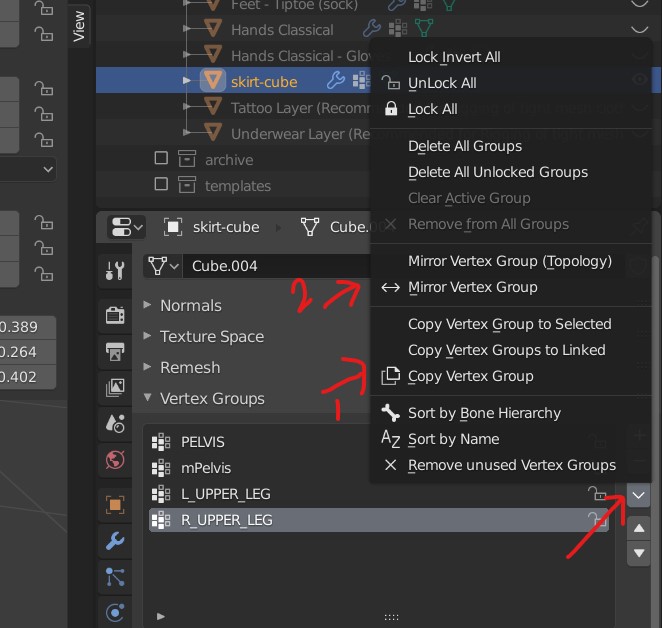 View
Feet - Tiptoe (sock)
Hands Classical
Hands Classical - Glo
skirt-cube
Tattoo Layer (Recomm
Underwear Layer (Re
archive
templates
skirt-cube
Cube.0
Cube.004
Normals
Texture Space
Remesh
Vertex Groups
PELVIS
mPelvis
L_UPPER_LEG
R_UPPER_LEG
0.389
0.264
0.402
Lock Invert All
UnLock All
Lock All
Delete All Groups
Delete All Unlocked Groups
Clear Active Group
Remove from All Groups
Mirror Vertex Group (Topology)
Mirror Vertex Group
Copy Vertex Group to Selected
Copy Vertex Groups to Linked
Copy Vertex Group
Sort by Bone Hierarchy
Sort by Name
Remove unused Vertex Groups
2
1